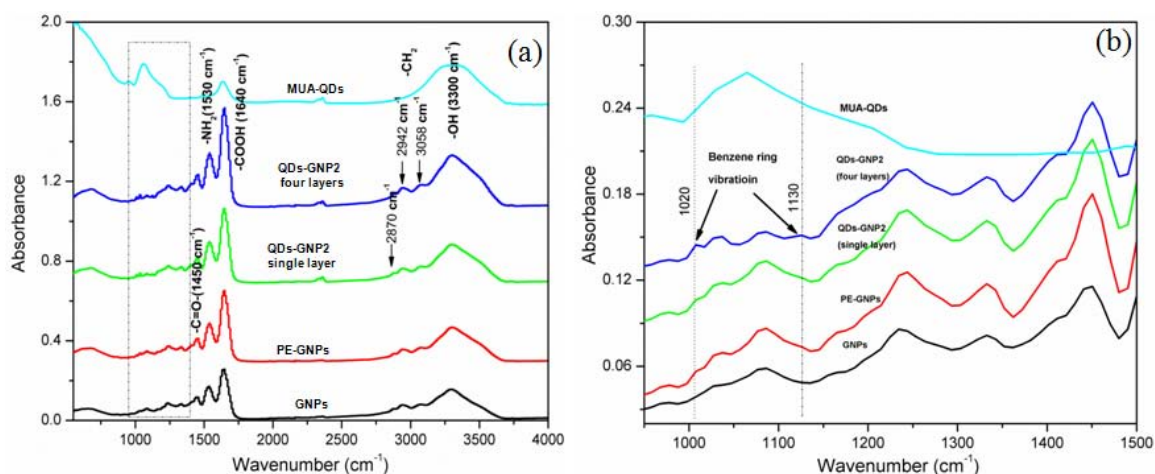 (a)
2.0
1.6
1.2
0.8
0.4
0.0
Absorbance
1000 1500 2000 2500 3000 3500 4000
Wavenumber (cm-1)
MUA-QDs
QDs-GNP2
four layers
QDs-GNP2
single layer
PE-GNPs
GNPs
-C=O-(1450 cm-1)
-NH2(1530 cm-1)
-COOH (1640 cm-1)
2870 cm-1
-CH2
2942 cm-1
3058 cm-1
-OH (3300 cm-1)
(b)
0.30
0.24
0.18
0.12
0.06
Absorbance
1000 1100 1200 1300 1400 1500
Wavenumber (cm-1)
MUA-QDs
Benzene ring
vibratioin
1020
1130
QDs-GNP2
(four layers)
QDs-GNP2
(single layer)
PE-GNPs
GNPs